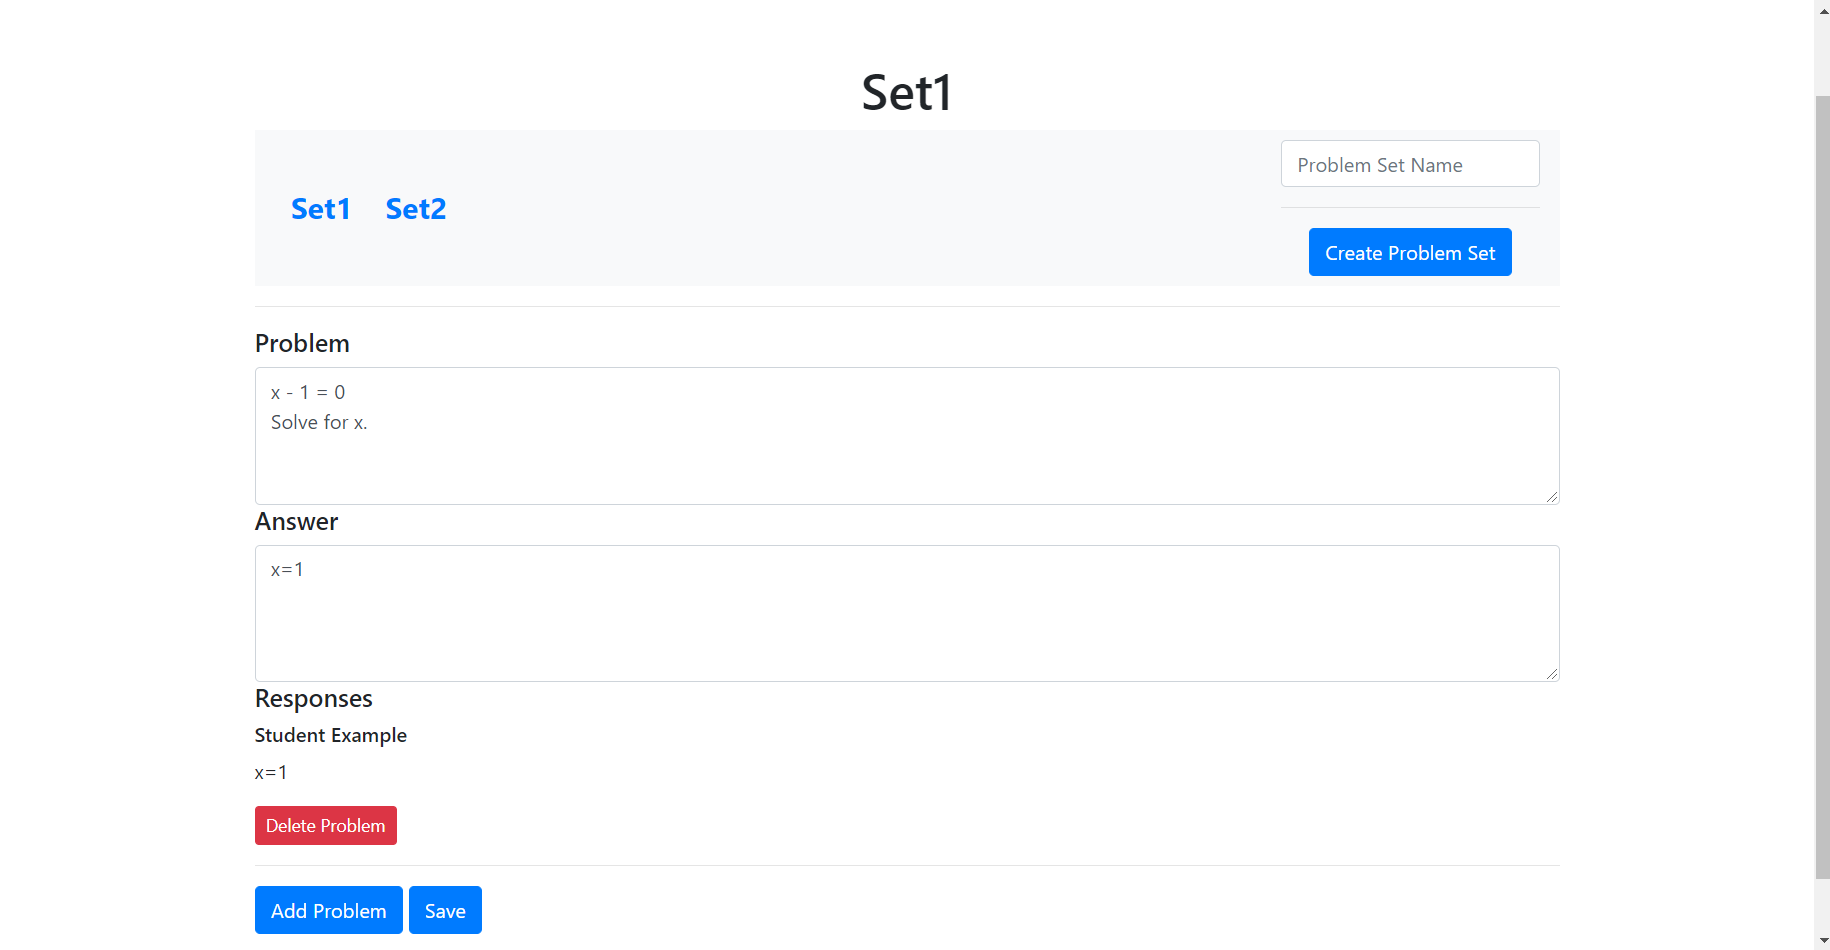 Set1
Set1 Set2
Problem Set Name
Create Problem Set
Problem
x - 1 = 0
Solve for x.
Answer
x=1
Responses
Student Example
x=1
Delete Problem
Add Problem Save